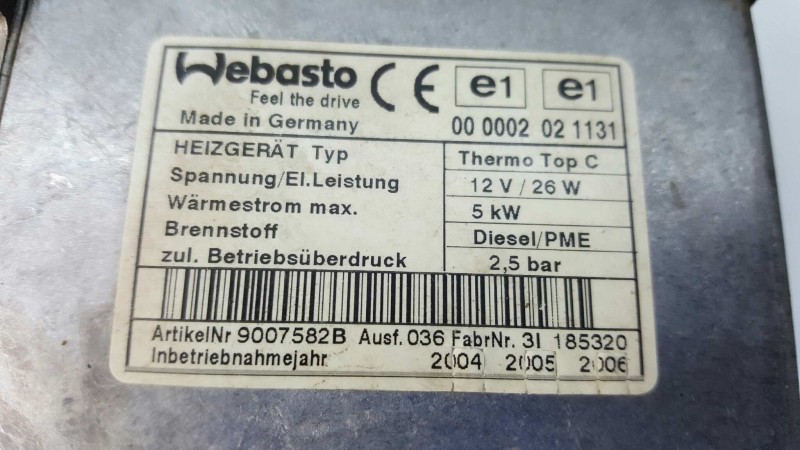 Webasto
Feel the drive
Made in Germany
CE e1 e1
00 0002 02 1131
HEIZGERÄT Typ Thermo Top C
Spannung/El.Leistung 12 V / 26 W
Wärmestrom max. 5 kW
Brennstoff Diesel/PME
zul. Betriebsüberdruck 2,5 bar
ArtikelNr 9007582B Ausf. 036 FabrNr. 3I 185320
Inbetriebnahmejahr 2004 2005 2006